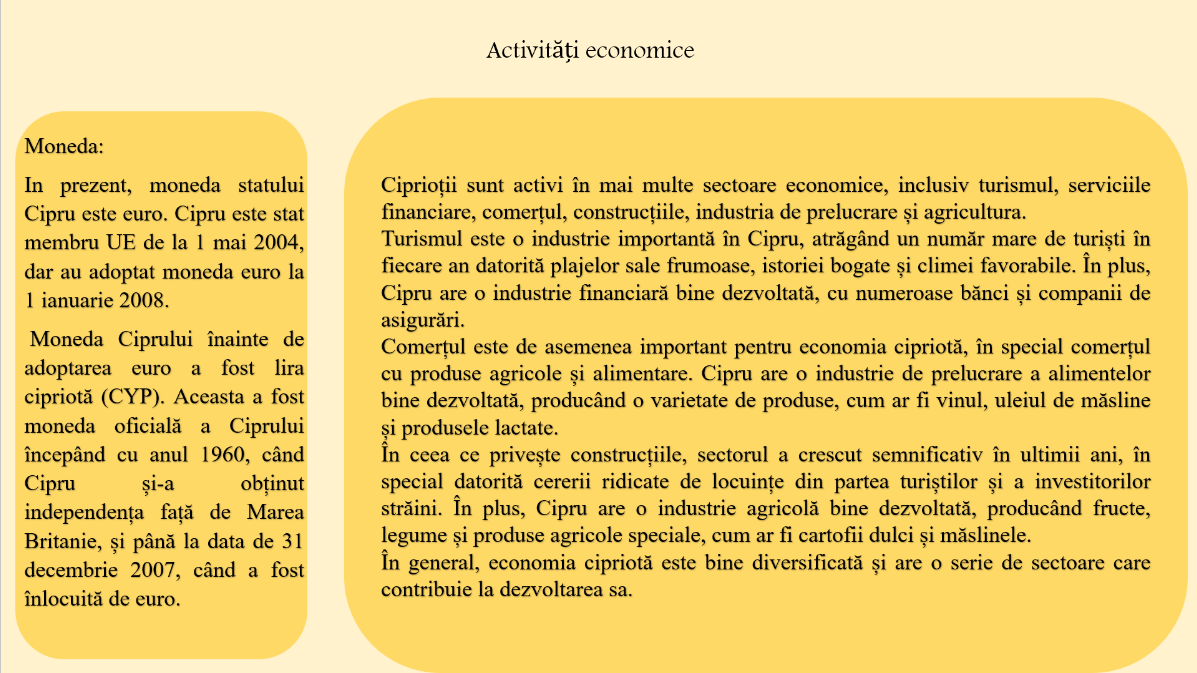 Activități economice
Moneda:
In prezent, moneda statului
Cipru este euro. Cipru este stat
membru UE de la 1 mai 2004,
dar au adoptat moneda euro la
1 ianuarie 2008.
Moneda Ciprului înainte de
adoptarea euro a fost lira
cipriotă (CYP). Aceasta a fost
moneda oficială a Ciprului
începând cu anul 1960, când
Cipru și-a obținut
independența față de Marea
Britanie, și până la data de 31
decembrie 2007, când a fost
înlocuită de euro.
Ciprioții sunt activi în mai multe sectoare economice, inclusiv turismul, serviciile
financiare, comerțul, construcțiile, industria de prelucrare și agricultura.
Turismul este o industrie importantă în Cipru, atrăgând un număr mare de turiști în
fiecare an datorită plajelor sale frumoase, istoriei bogate și climei favorabile. În plus,
Cipru are o industrie financiară bine dezvoltată, cu numeroase bănci și companii de
asigurări.
Comerțul este de asemenea important pentru economia cipriotă, în special comerțul
cu produse agricole și alimentare. Cipru are o industrie de prelucrare a alimentelor
bine dezvoltată, producând o varietate de produse, cum ar fi vinul, uleiul de măsline
și produsele lactate.
În ceea ce privește construcțiile, sectorul a crescut semnificativ în ultimii ani, în
special datorită cererii ridicate de locuințe din partea turiștilor și a investitorilor
străini. În plus, Cipru are o industrie agricolă bine dezvoltată, producând fructe,
legume și produse agricole speciale, cum ar fi cartofii dulci și măslinele.
În general, economia cipriotă este bine diversificată și are o serie de sectoare care
contribuie la dezvoltarea sa.